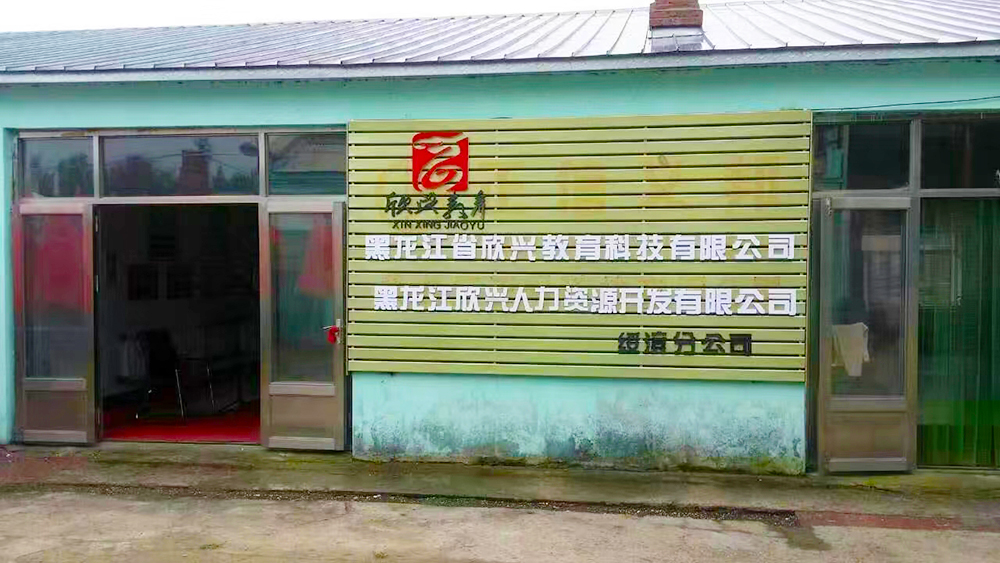 欣兴教育
XIN XING JIAOYU
黑龙江省欣兴教育科技有限公司
黑龙江欣兴人力资源开发有限公司
绥滨分公司